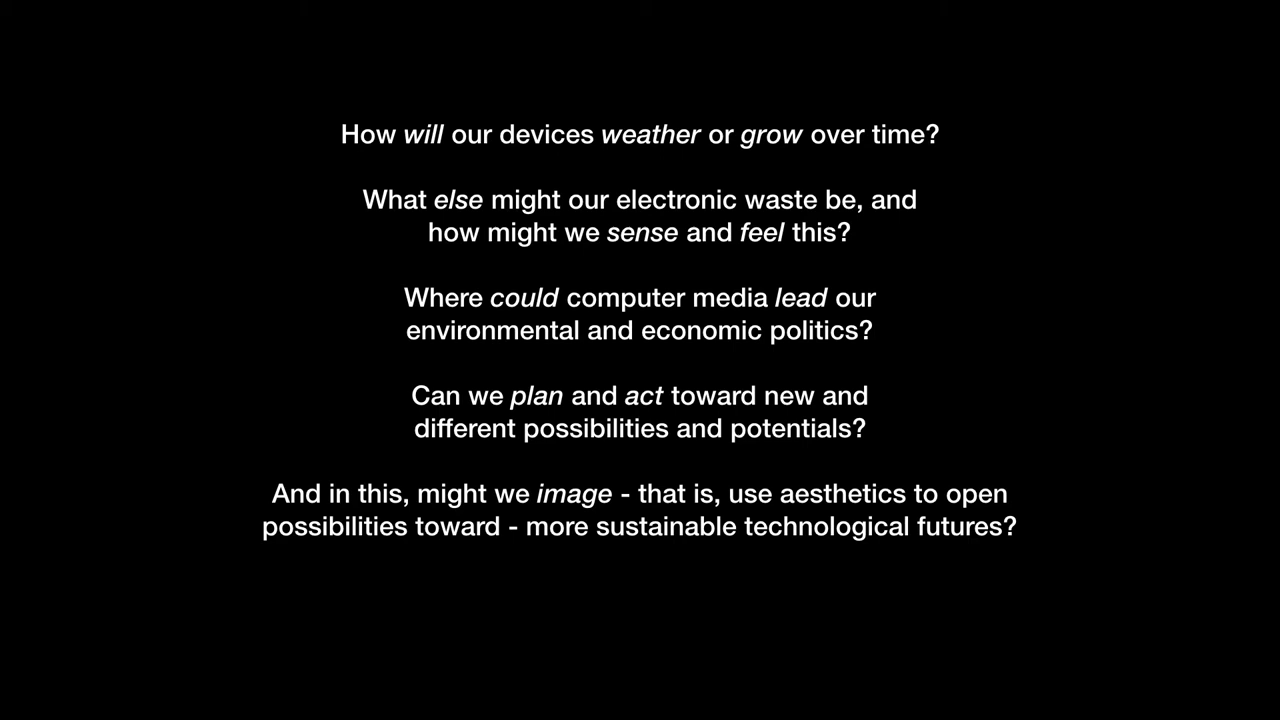 How will our devices weather or grow over time?
What else might our electronic waste be, and
how might we sense and feel this?
Where could computer media lead our
environmental and economic politics?
Can we plan and act toward new and
different possibilities and potentials?
And in this, might we image - that is, use aesthetics to open
possibilities toward - more sustainable technological futures?